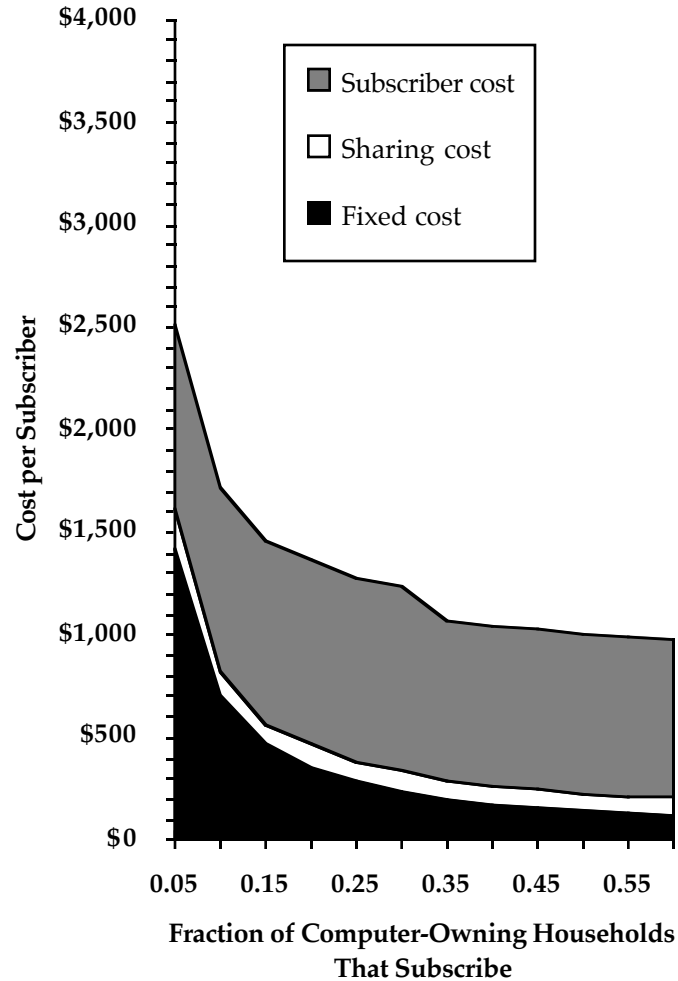 $4,000
$3,500
$3,000
$2,500
$2,000
$1,500
$1,000
$500
$0
Cost per Subscriber
Subscriber cost
Sharing cost
Fixed cost
0.05 0.15 0.25 0.35 0.45 0.55
Fraction of Computer-Owning Households
That Subscribe